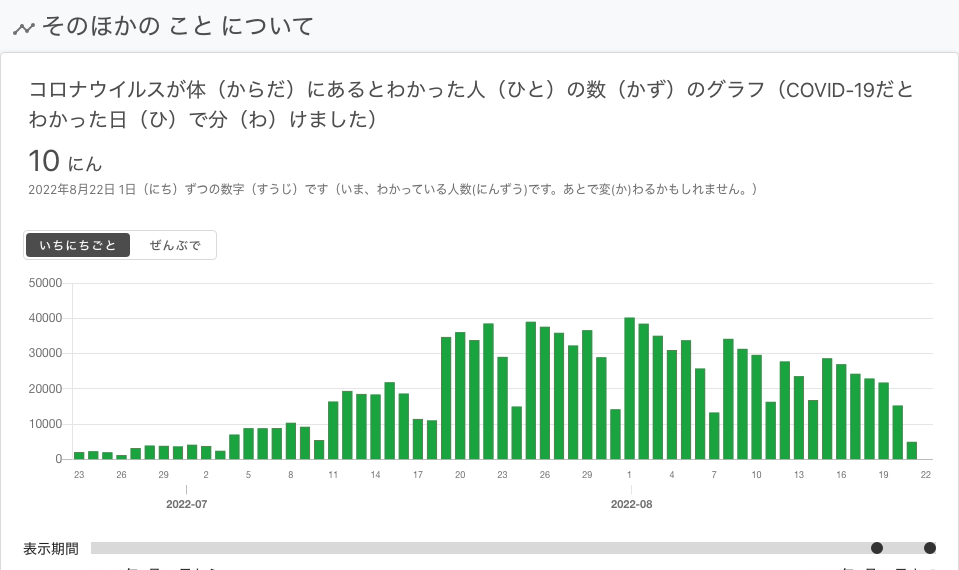 そのほかの こと について
コロナウイルスが体（からだ）にあるとわかった人（ひと）の数（かず）のグラフ（COVID-19だと
わかった日（ひ）で分（わ）けました）
10 にん
2022年8月22日 1日（にち）ずつの数字（すうじ）です（いま、わかっている人数(にんずう)です。あとで変(か)わるかもしれません。）
いちにちごと ぜんぶで
50000
40000
30000
20000
10000
0
23 26 29 2 5 8 11 14 17 20 23 26 29 1 4 7 10 13 16 19 22
2022-07 2022-08
表示期間